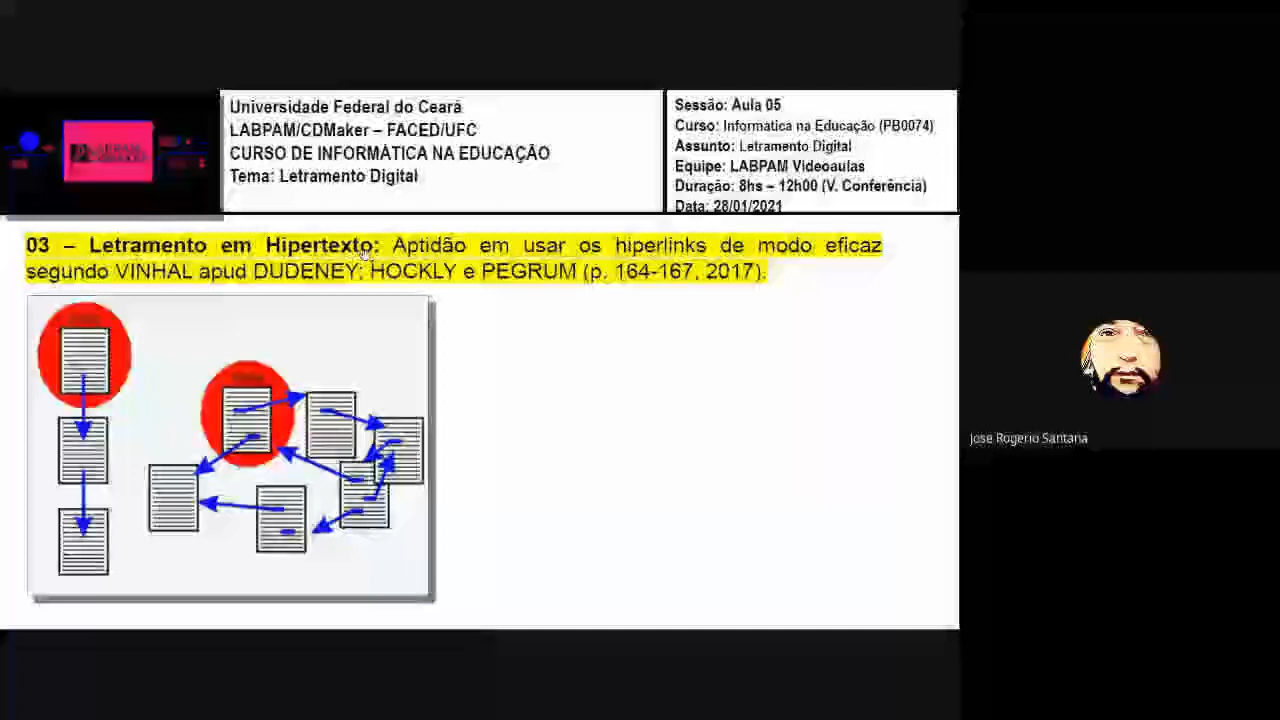 Universidade Federal do Ceará
LABPAM/CDMaker – FACED/UFC
CURSO DE INFORMÁTICA NA EDUCAÇÃO
Tema: Letramento Digital
Sessão: Aula 05
Curso: Informatica na Educação (PB0074)
Assunto: Letramento Digital
Equipe: LABPAM Videoaulas
Duração: 8hs – 12h00 (V. Conferência)
Data: 28/01/2021
03 – Letramento em Hipertexto: Aptidão em usar os hiperlinks de modo eficaz
segundo VINHAL apud DUDENEY; HOCKLY e PEGRUM (p. 164-167, 2017).
José Rogerio Santana